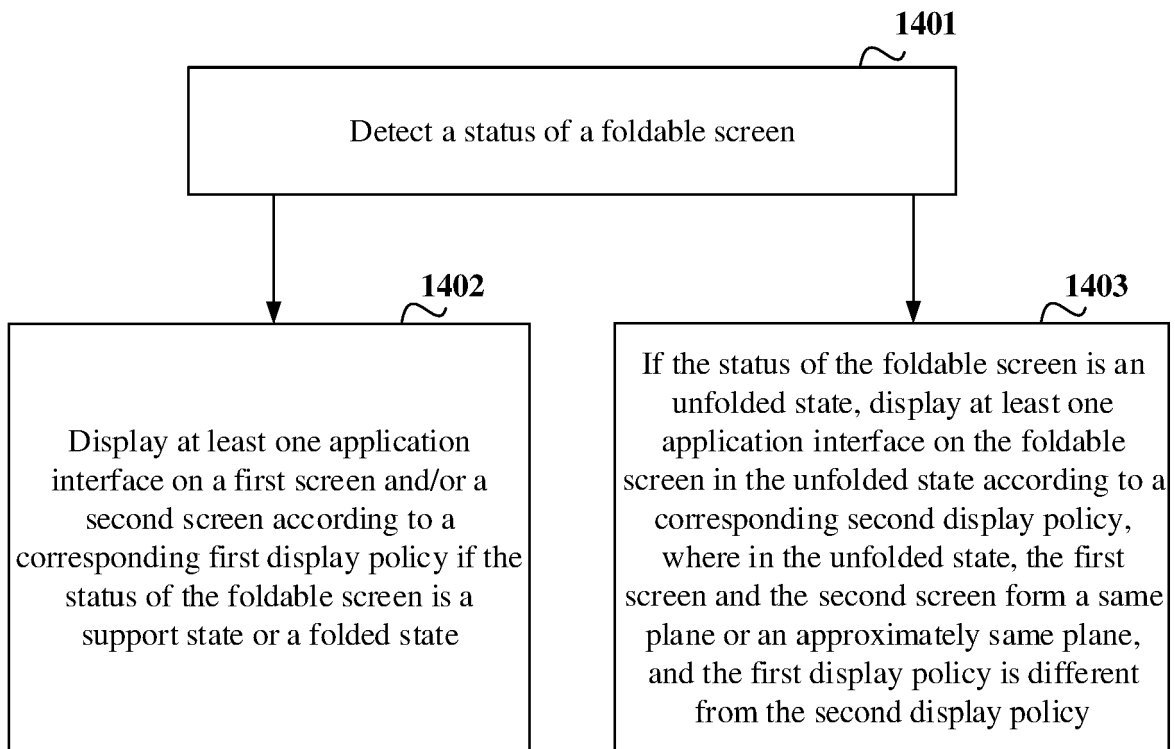 1401
Detect a status of a foldable screen
1402
Display at least one application
interface on a first screen and/or a
second screen according to a
corresponding first display policy if the
status of the foldable screen is a
support state or a folded state
1403
If the status of the foldable screen is an
unfolded state, display at least one
application interface on the foldable
screen in the unfolded state according to a
corresponding second display policy,
where in the unfolded state, the first
screen and the second screen form a same
plane or an approximately same plane,
and the first display policy is different
from the second display policy